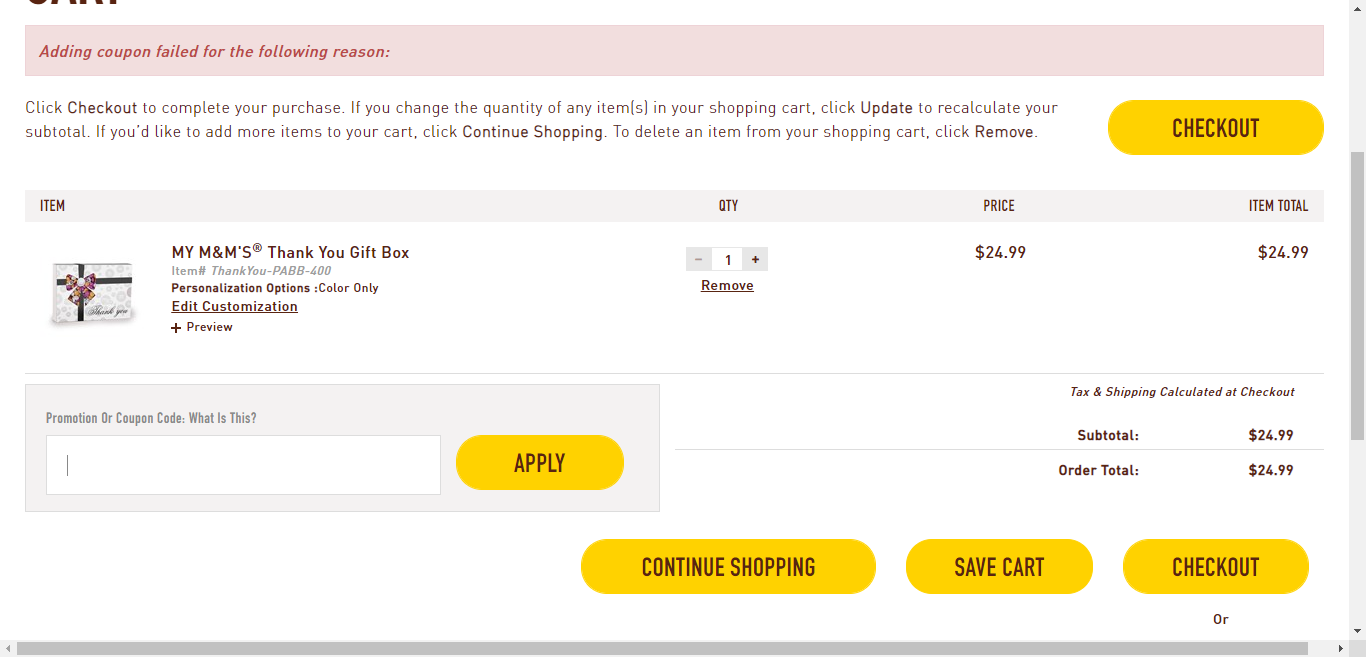 CART
Adding coupon failed for the following reason:
Click Checkout to complete your purchase. If you change the quantity of any item(s) in your shopping cart, click Update to recalculate your
subtotal. If you'd like to add more items to your cart, click Continue Shopping. To delete an item from your shopping cart, click Remove.
CHECKOUT
ITEM QTY PRICE ITEM TOTAL
MY M&M'S® Thank You Gift Box
Item# ThankYou-PABB-400
Personalization Options :Color Only
Edit Customization
+ Preview
Thank you
− 1 +
Remove
$24.99
$24.99
Promotion Or Coupon Code: What Is This?
APPLY
Tax & Shipping Calculated at Checkout
Subtotal: $24.99
Order Total: $24.99
CONTINUE SHOPPING SAVE CART CHECKOUT
Or